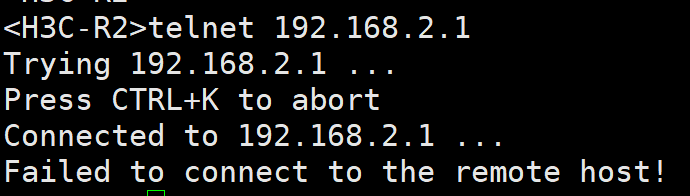 <H3C-R2>telnet 192.168.2.1
Trying 192.168.2.1 ...
Press CTRL+K to abort
Connected to 192.168.2.1 ...
Failed to connect to the remote host!